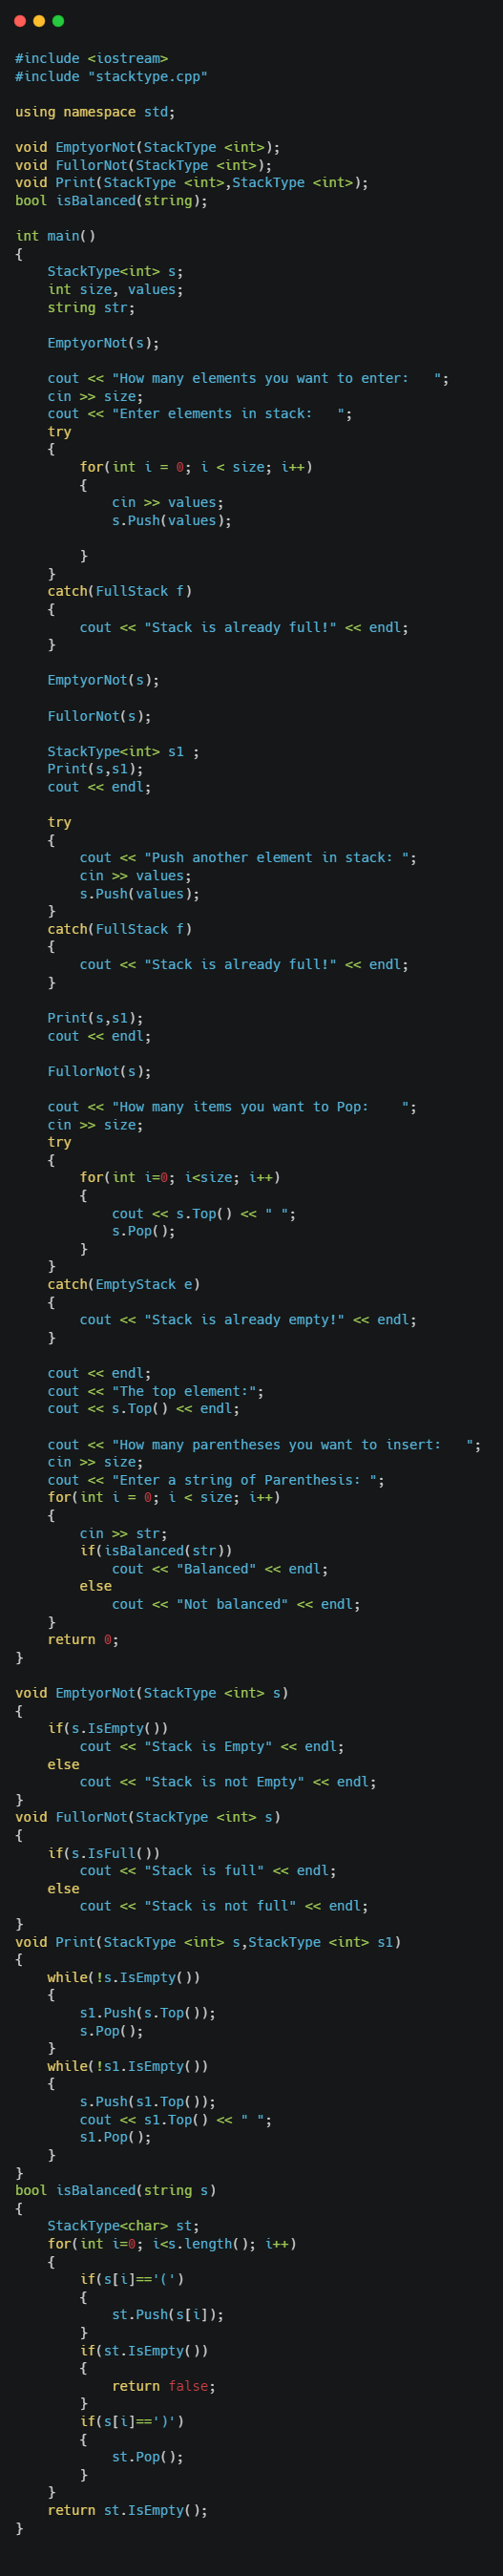 #include <iostream>
#include "stacktype.cpp"

using namespace std;

void EmptyorNot(StackType <int>);
void FullorNot(StackType <int>);
void Print(StackType <int>,StackType <int>);
bool isBalanced(string);

int main()
{
    StackType<int> s;
    int size, values;
    string str;

    EmptyorNot(s);

    cout << "How many elements you want to enter:   ";
    cin >> size;
    cout << "Enter elements in stack:   ";
    try
    {
        for(int i = 0; i < size; i++)
        {
            cin >> values;
            s.Push(values);

        }
    }
    catch(FullStack f)
    {
        cout << "Stack is already full!" << endl;
    }

    EmptyorNot(s);

    FullorNot(s);

    StackType<int> s1 ;
    Print(s,s1);
    cout << endl;

    try
    {
        cout << "Push another element in stack: ";
        cin >> values;
        s.Push(values);
    }
    catch(FullStack f)
    {
        cout << "Stack is already full!" << endl;
    }

    Print(s,s1);
    cout << endl;

    FullorNot(s);

    cout << "How many items you want to Pop:    ";
    cin >> size;
    try
    {
        for(int i=0; i<size; i++)
        {
            cout << s.Top() << " ";
            s.Pop();
        }
    }
    catch(EmptyStack e)
    {
        cout << "Stack is already empty!" << endl;
    }

    cout << endl;
    cout << "The top element:";
    cout << s.Top() << endl;

    cout << "How many parentheses you want to insert:   ";
    cin >> size;
    cout << "Enter a string of Parenthesis: ";
    for(int i = 0; i < size; i++)
    {
        cin >> str;
        if(isBalanced(str))
            cout << "Balanced" << endl;
        else
            cout << "Not balanced" << endl;
    }
    return 0;
}

void EmptyorNot(StackType <int> s)
{
    if(s.IsEmpty())
        cout << "Stack is Empty" << endl;
    else
        cout << "Stack is not Empty" << endl;
}
void FullorNot(StackType <int> s)
{
    if(s.IsFull())
        cout << "Stack is full" << endl;
    else
        cout << "Stack is not full" << endl;
}
void Print(StackType <int> s,StackType <int> s1)
{
    while(!s.IsEmpty())
    {
        s1.Push(s.Top());
        s.Pop();
    }
    while(!s1.IsEmpty())
    {
        s.Push(s1.Top());
        cout << s1.Top() << " ";
        s1.Pop();
    }
}
bool isBalanced(string s)
{
    StackType<char> st;
    for(int i=0; i<s.length(); i++)
    {
        if(s[i]=='(')
        {
            st.Push(s[i]);
        }
        if(st.IsEmpty())
        {
            return false;
        }
        if(s[i]==')')
        {
            st.Pop();
        }
    }
    return st.IsEmpty();
}